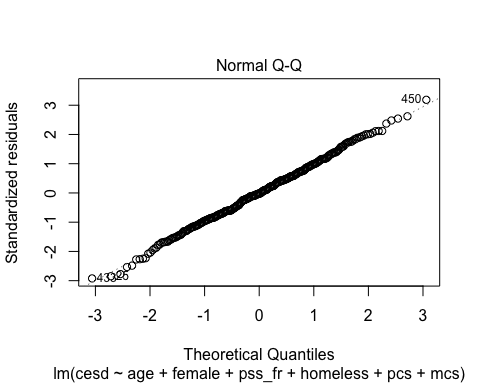 Normal Q-Q
Standardized residuals
3
2
1
0
-1
-2
-3
450
-3 -2 -1 0 1 2 3
Theoretical Quantiles
lm(cesd ~ age + female + pss_fr + homeless + pcs + mcs)